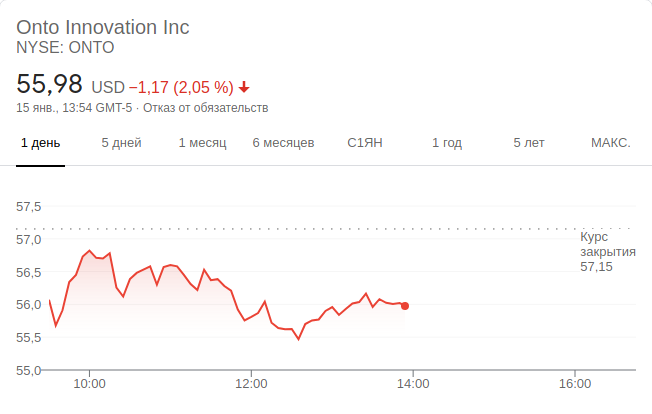 Onto Innovation Inc
NYSE: ONTO
55,98 USD −1,17 (2,05 %)
15 янв., 13:54 GMT-5 · Отказ от обязательств
1 день 5 дней 1 месяц 6 месяцев С1ЯН 1 год 5 лет МАКС.
57,5
57,0
56,5
56,0
55,5
55,0
Курс
закрытия
57,15
10:00 12:00 14:00 16:00